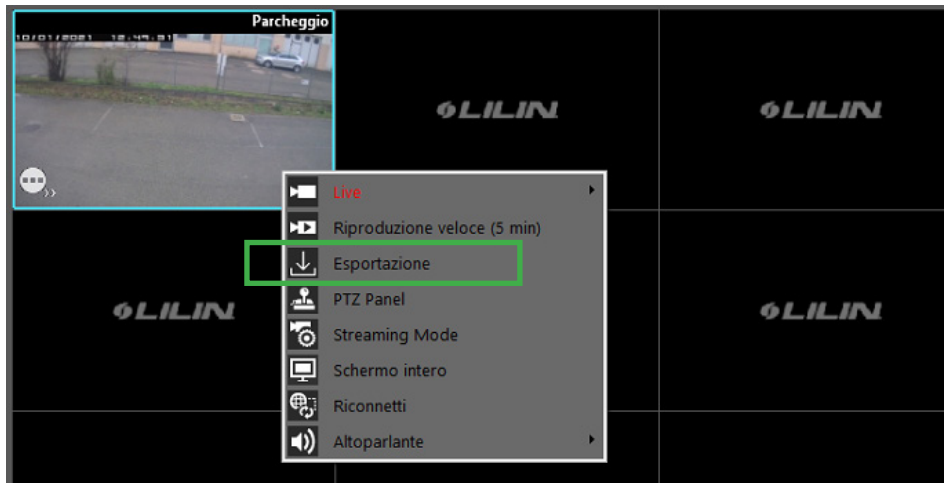 Parcheggio
10/01/2021 12:49:31
LILIN
LILIN
Live
Riproduzione veloce (5 min)
Esportazione
LILIN
PTZ Panel
LILIN
Streaming Mode
Schermo intero
Riconnetti
Altoparlante